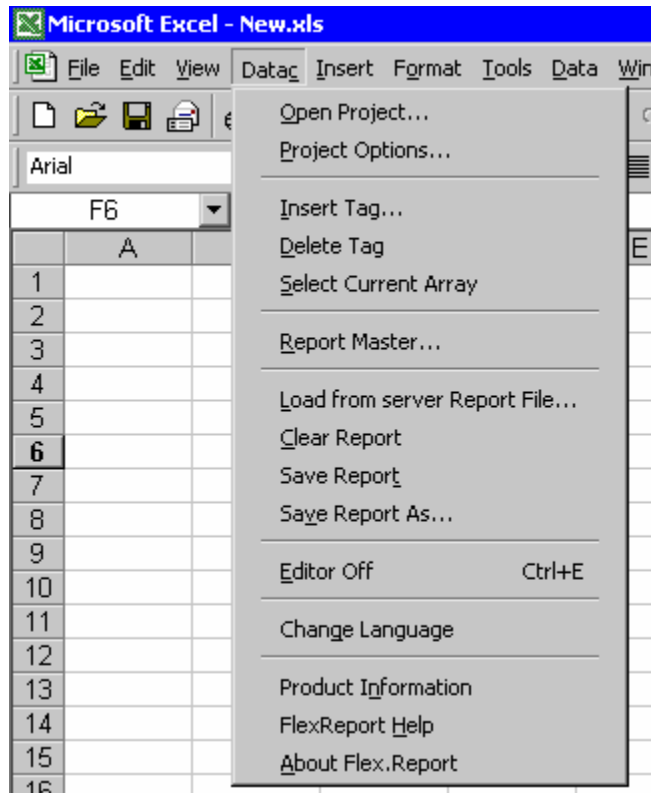 Microsoft Excel - New.xls
File Edit View Datac Insert Format Tools Data Win
Arial
F6
A E
Open Project...
Project Options...
Insert Tag...
Delete Tag
Select Current Array
Report Master...
Load from server Report File...
Clear Report
Save Report
Save Report As...
Editor Off Ctrl+E
Change Language
Product Information
FlexReport Help
About Flex.Report
1
2
3
4
5
6
7
8
9
10
11
12
13
14
15
16